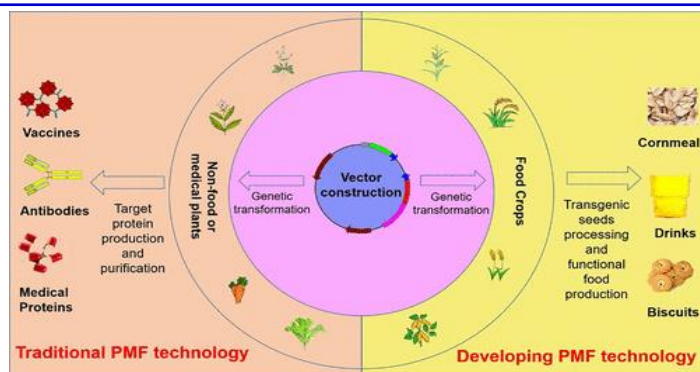 Vaccines
Antibodies
Medical
Proteins
Target
protein
production
and
purification
Non-food or
medical plants
Genetic
transformation
Vector
construction
Genetic
transformation
Food Crops
Transgenic
seeds
processing
and
functional
food
production
Cornmeal
Drinks
Biscuits
Traditional PMF technology
Developing PMF technology